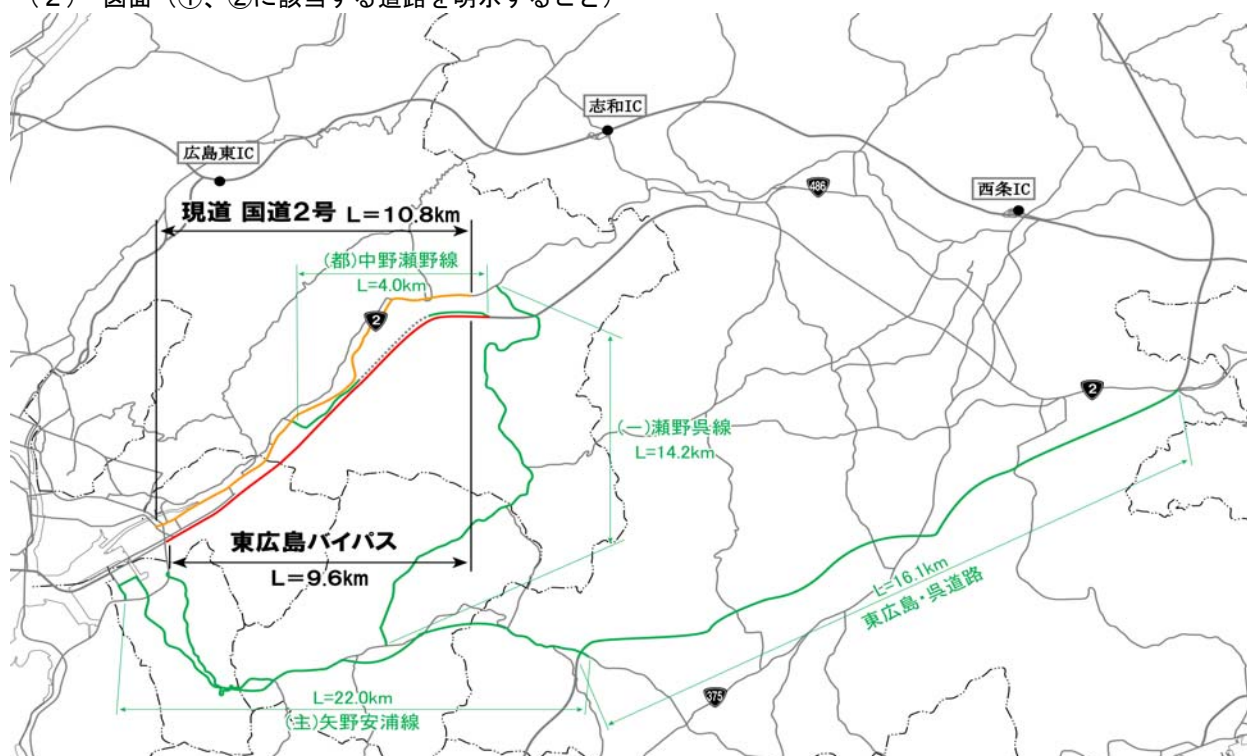 (2) 図面(①、②に該当する道路を明示すること)
志和IC
広島東IC
486
西条IC
現道 国道2号 L=10.8km
(都)中野瀬野線
L=4.0km
2
2
(一)瀬野呉線
L=14.2km
東広島バイパス
L=9.6km
L=16.1km
東広島・呉道路
375
L=22.0km
(主)矢野安浦線